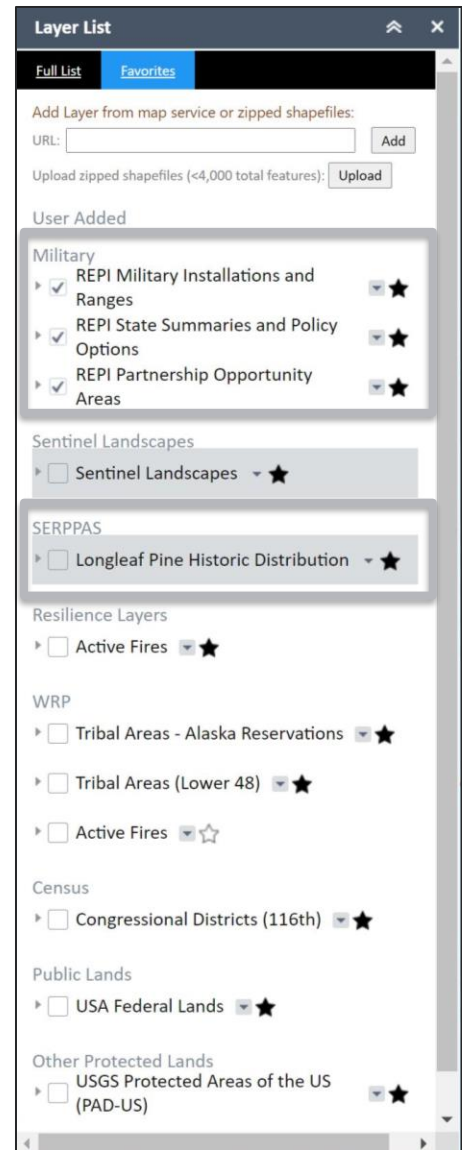 Layer List
Full List Favorites
Add Layer from map service or zipped shapefiles:
URL: Add
Upload zipped shapefiles (<4,000 total features): Upload
User Added
Military
REPI Military Installations and
Ranges
REPI State Summaries and Policy
Options
REPI Partnership Opportunity
Areas
Sentinel Landscapes
Sentinel Landscapes
SERPPAS
Longleaf Pine Historic Distribution
Resilience Layers
Active Fires
WRP
Tribal Areas - Alaska Reservations
Tribal Areas (Lower 48)
Active Fires
Census
Congressional Districts (116th)
Public Lands
USA Federal Lands
Other Protected Lands
USGS Protected Areas of the US
(PAD-US)